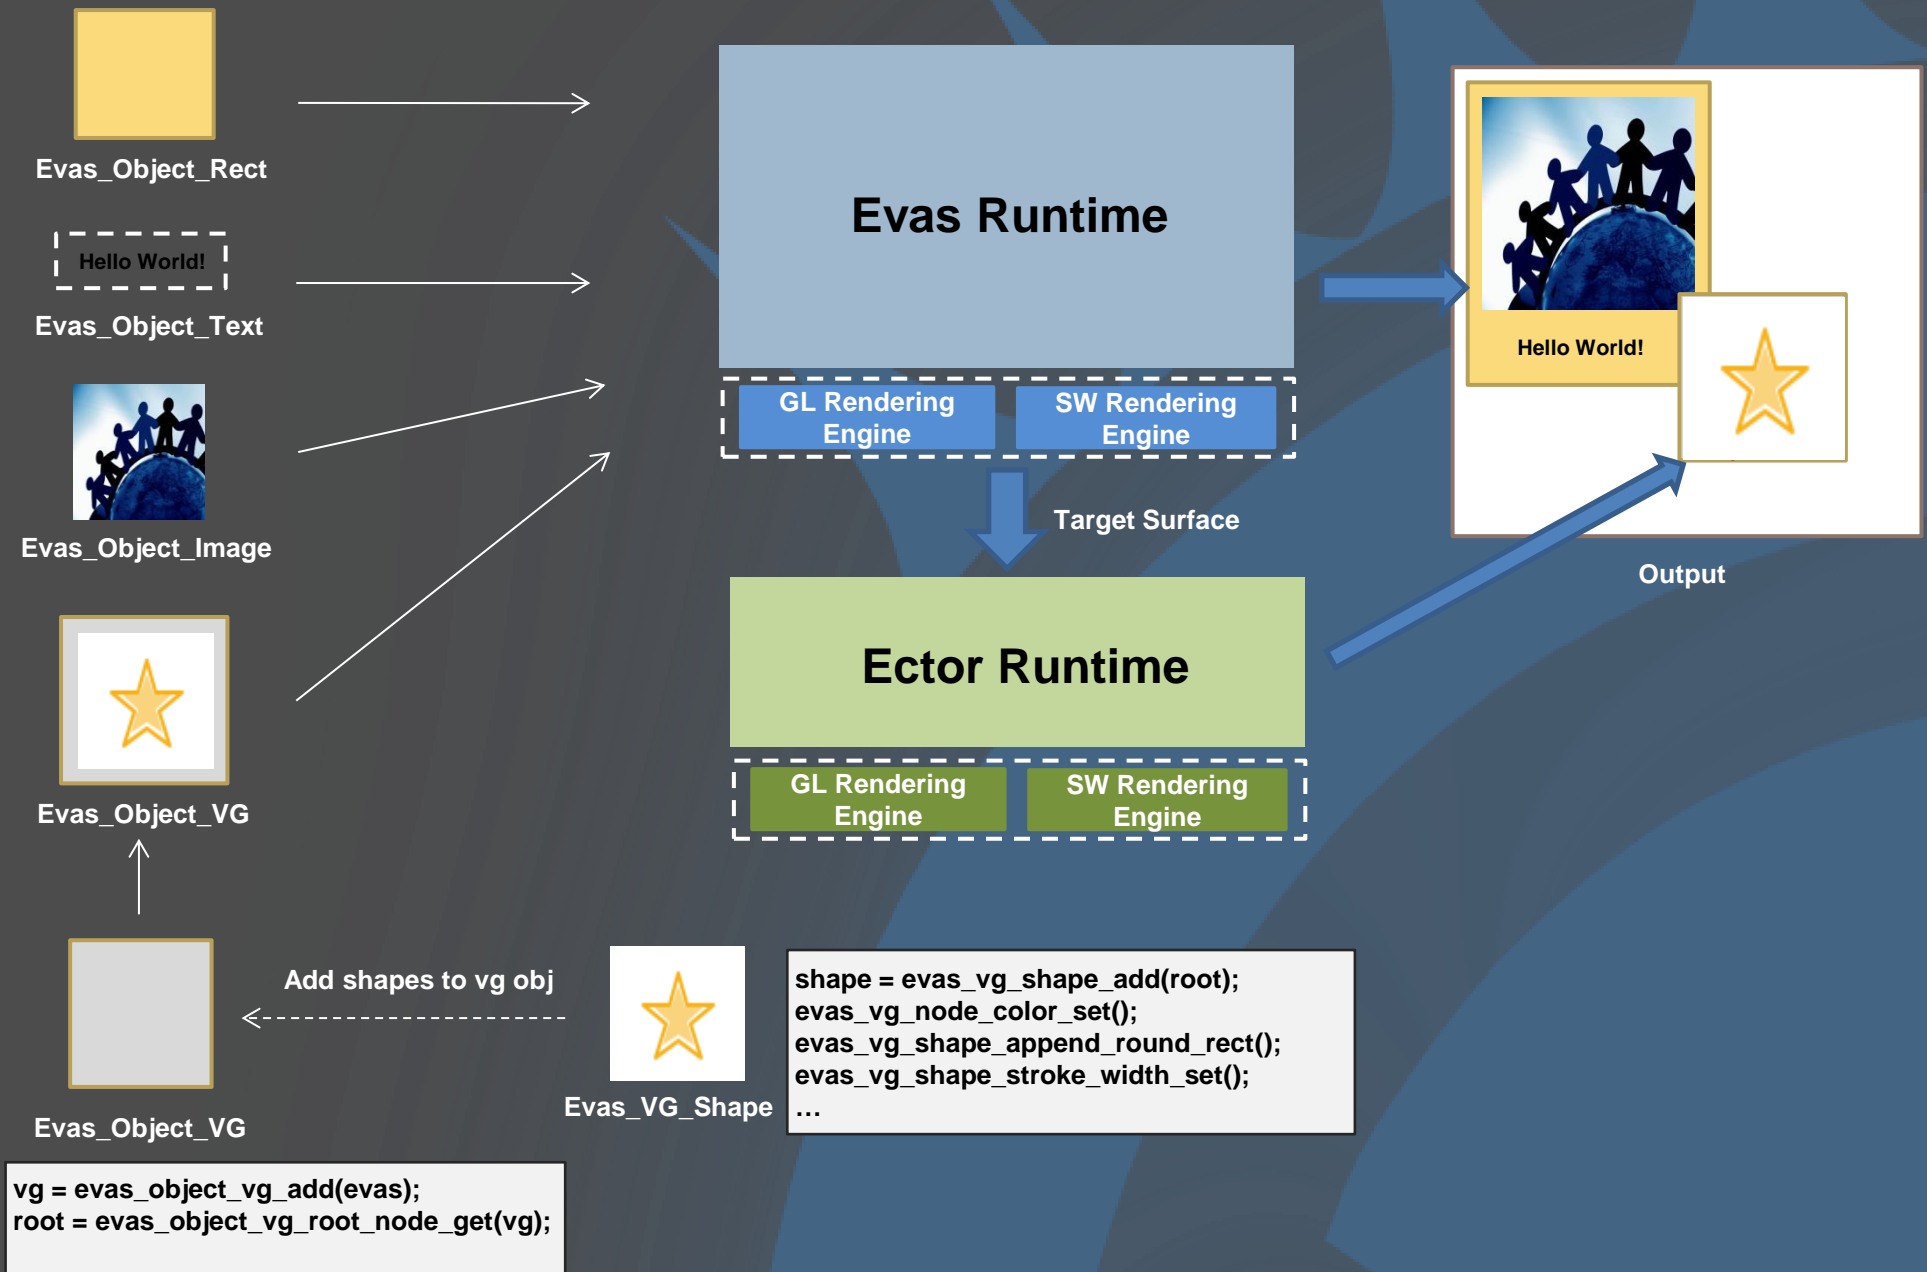 Evas_Object_Rect
Hello World!
Evas_Object_Text
Evas_Object_Image
Evas_Object_VG
Evas_Object_VG
vg = evas_object_vg_add(evas);
root = evas_object_vg_root_node_get(vg);
Add shapes to vg obj
Evas_VG_Shape
shape = evas_vg_shape_add(root);
evas_vg_node_color_set();
evas_vg_shape_append_round_rect();
evas_vg_shape_stroke_width_set();
…
Evas Runtime
GL Rendering
Engine
SW Rendering
Engine
Target Surface
Ector Runtime
GL Rendering
Engine
SW Rendering
Engine
Hello World!
Output